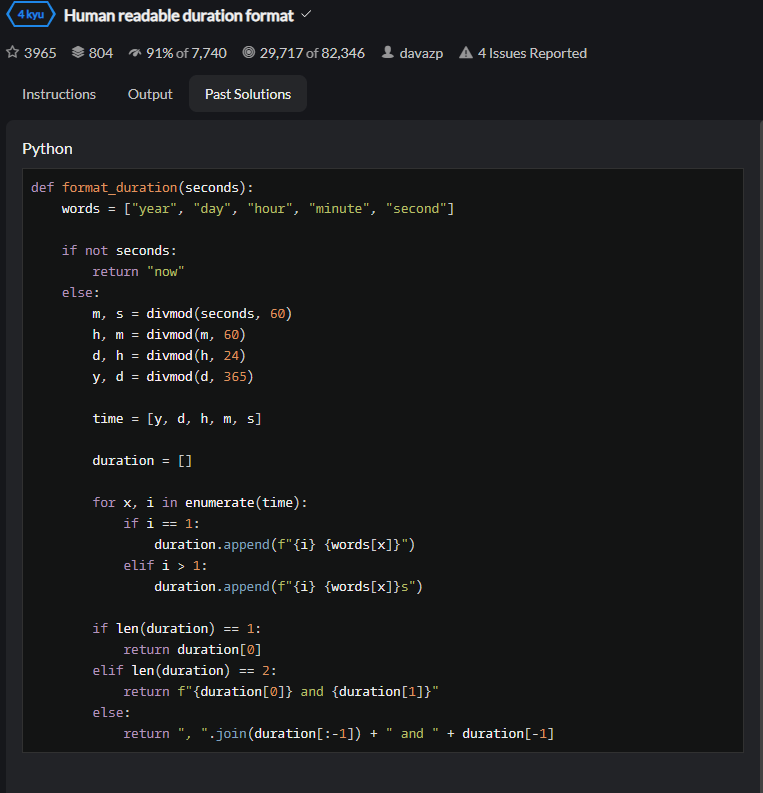 4 kyu Human readable duration format ✓
3965 804 91% of 7,740 29,717 of 82,346 davazp 4 Issues Reported
Instructions Output Past Solutions
Python
def format_duration(seconds):
    words = ["year", "day", "hour", "minute", "second"]

    if not seconds:
        return "now"
    else:
        m, s = divmod(seconds, 60)
        h, m = divmod(m, 60)
        d, h = divmod(h, 24)
        y, d = divmod(d, 365)

        time = [y, d, h, m, s]

        duration = []

        for x, i in enumerate(time):
            if i == 1:
                duration.append(f"{i} {words[x]}")
            elif i > 1:
                duration.append(f"{i} {words[x]}s")

        if len(duration) == 1:
            return duration[0]
        elif len(duration) == 2:
            return f"{duration[0]} and {duration[1]}"
        else:
            return ", ".join(duration[:-1]) + " and " + duration[-1]